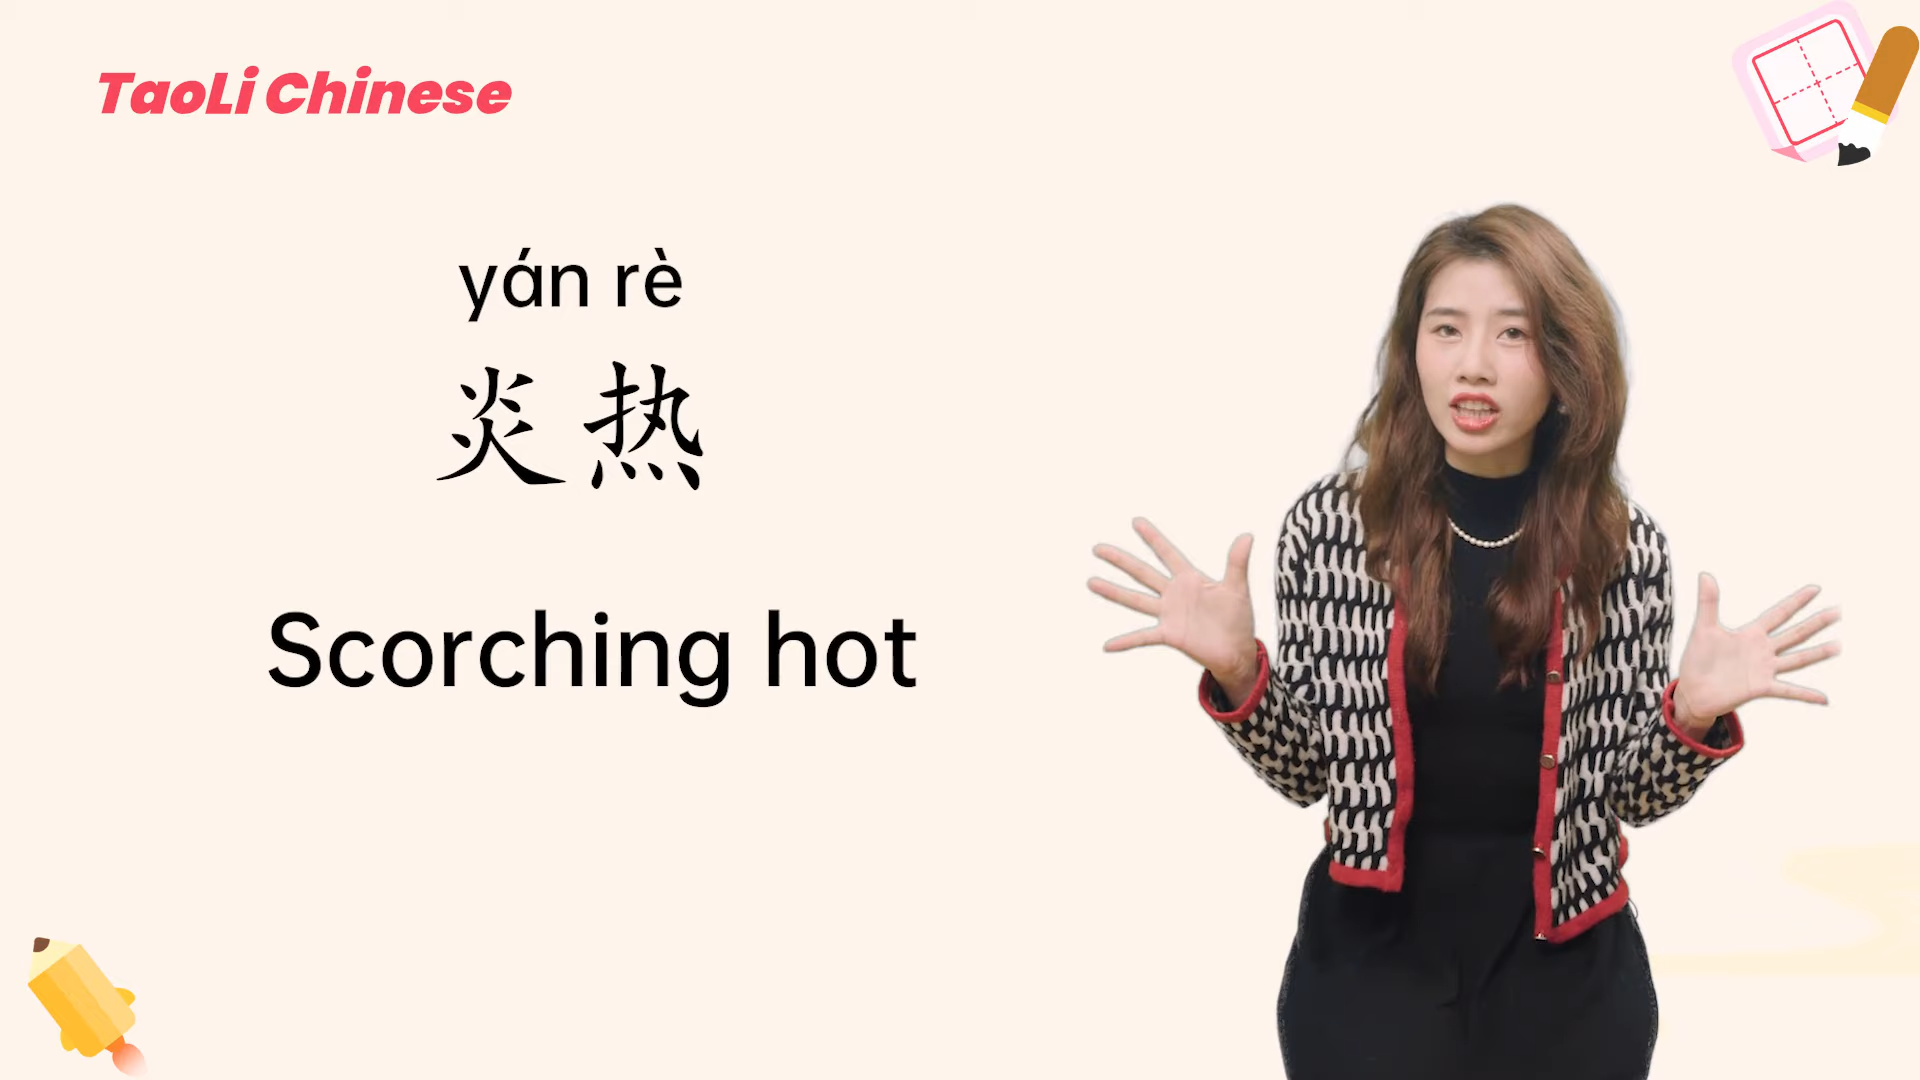 TaoLi Chinese
yán rè
炎热
Scorching hot